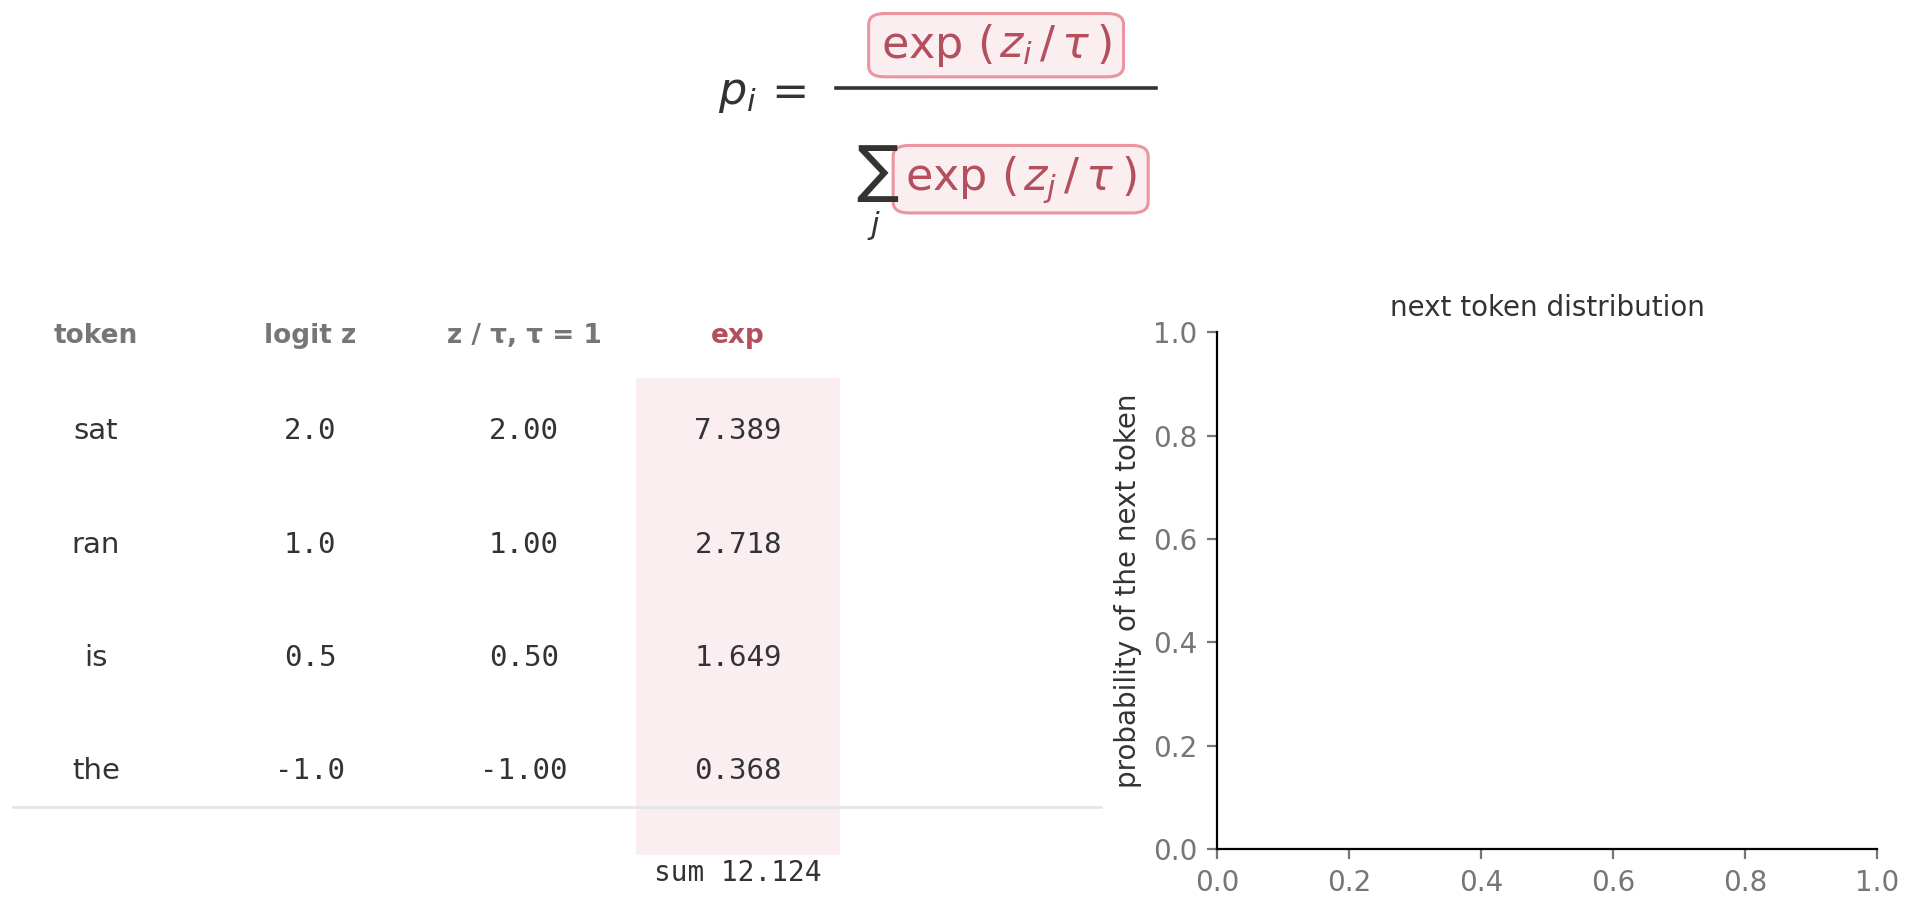 exp (z_i / τ)
p_i =
∑_j exp (z_j / τ)
token logit z z / τ, τ = 1 exp
sat 2.0 2.00 7.389
ran 1.0 1.00 2.718
is 0.5 0.50 1.649
the -1.0 -1.00 0.368
sum 12.124
next token distribution
probability of the next token
1.0
0.8
0.6
0.4
0.2
0.0
0.0 0.2 0.4 0.6 0.8 1.0